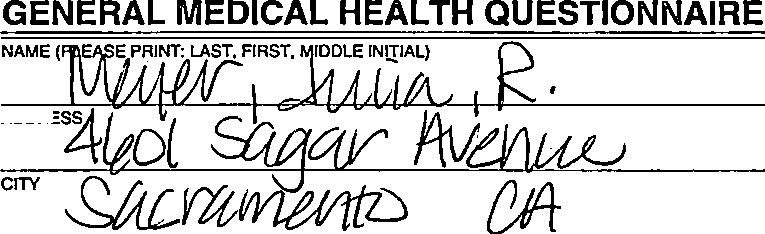 GENERAL MEDICAL HEALTH QUESTIONNAIRE
NAME (PLEASE PRINT: LAST, FIRST, MIDDLE INITIAL)
Meyer, Julia, R.
ESS
4601 Sagar Avenue
CITY
Sacramento CA